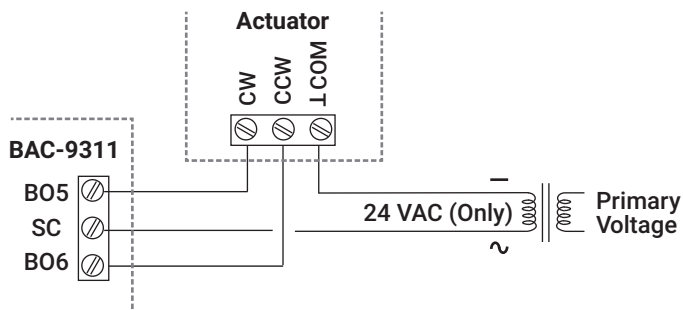 Actuator
CW
CCW
⊥ COM
BAC-9311
BO5
SC
BO6
–
24 VAC (Only)
~
Primary
Voltage